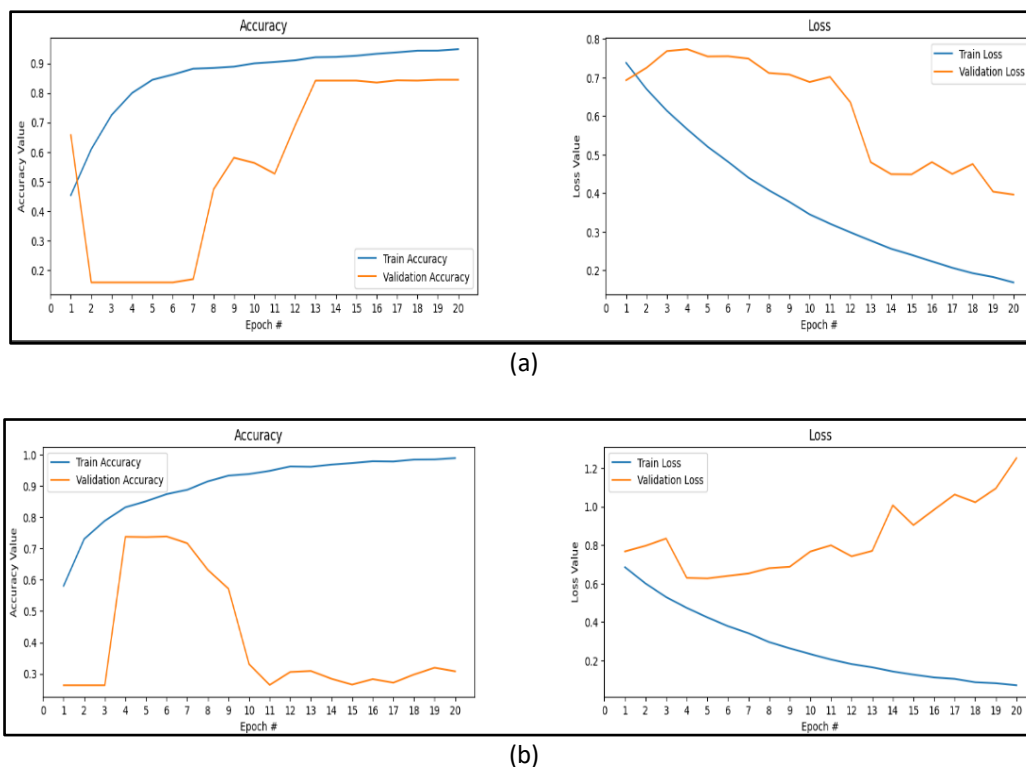 Accuracy
0.9
0.8
0.7
0.6
0.5
0.4
0.3
0.2
Accuracy Value
Train Accuracy
Validation Accuracy
0 1 2 3 4 5 6 7 8 9 10 11 12 13 14 15 16 17 18 19 20
Epoch #
Loss
0.8
0.7
0.6
0.5
0.4
0.3
0.2
Loss Value
Train Loss
Validation Loss
0 1 2 3 4 5 6 7 8 9 10 11 12 13 14 15 16 17 18 19 20
Epoch #
(a)
Accuracy
1.0
0.9
0.8
0.7
0.6
0.5
0.4
0.3
Accuracy Value
Train Accuracy
Validation Accuracy
0 1 2 3 4 5 6 7 8 9 10 11 12 13 14 15 16 17 18 19 20
Epoch #
Loss
1.2
1.0
0.8
0.6
0.4
0.2
Loss Value
Train Loss
Validation Loss
0 1 2 3 4 5 6 7 8 9 10 11 12 13 14 15 16 17 18 19 20
Epoch #
(b)